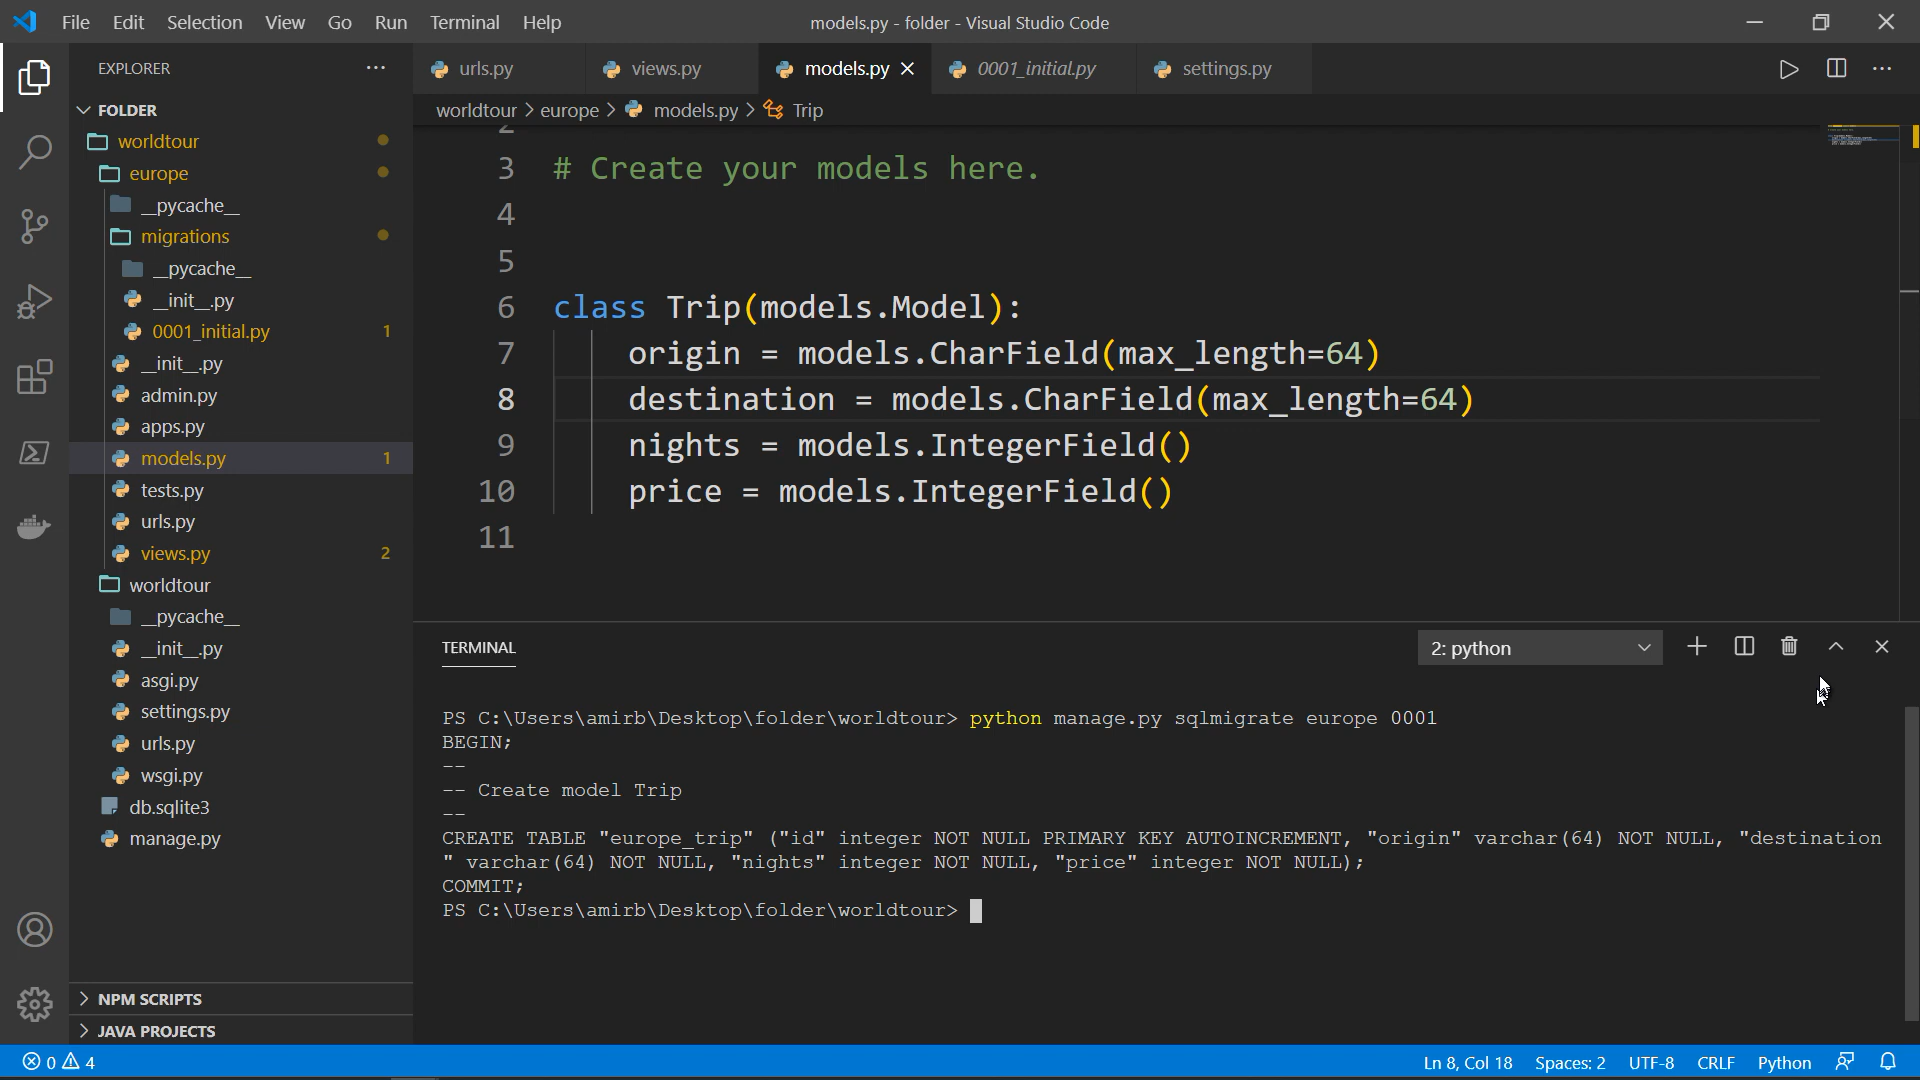 File Edit Selection View Go Run Terminal Help
models.py - folder - Visual Studio Code
EXPLORER
urls.py
views.py
models.py
0001_initial.py
settings.py
worldtour > europe > models.py > Trip
FOLDER
worldtour
europe
__pycache__
migrations
__pycache__
__init__.py
0001_initial.py 1
__init__.py
admin.py
apps.py
models.py 1
tests.py
urls.py
views.py 2
worldtour
__pycache__
__init__.py
asgi.py
settings.py
urls.py
wsgi.py
db.sqlite3
manage.py
NPM SCRIPTS
JAVA PROJECTS
2
3 # Create your models here.
4
5
6 class Trip(models.Model):
7 origin = models.CharField(max_length=64)
8 destination = models.CharField(max_length=64)
9 nights = models.IntegerField()
10 price = models.IntegerField()
11
TERMINAL
2: python
PS C:\Users\amirb\Desktop\folder\worldtour> python manage.py sqlmigrate europe 0001
BEGIN;
--
-- Create model Trip
--
CREATE TABLE "europe_trip" ("id" integer NOT NULL PRIMARY KEY AUTOINCREMENT, "origin" varchar(64) NOT NULL, "destination
" varchar(64) NOT NULL, "nights" integer NOT NULL, "price" integer NOT NULL);
COMMIT;
PS C:\Users\amirb\Desktop\folder\worldtour>
0 4
Ln 8, Col 18 Spaces: 2 UTF-8 CRLF Python